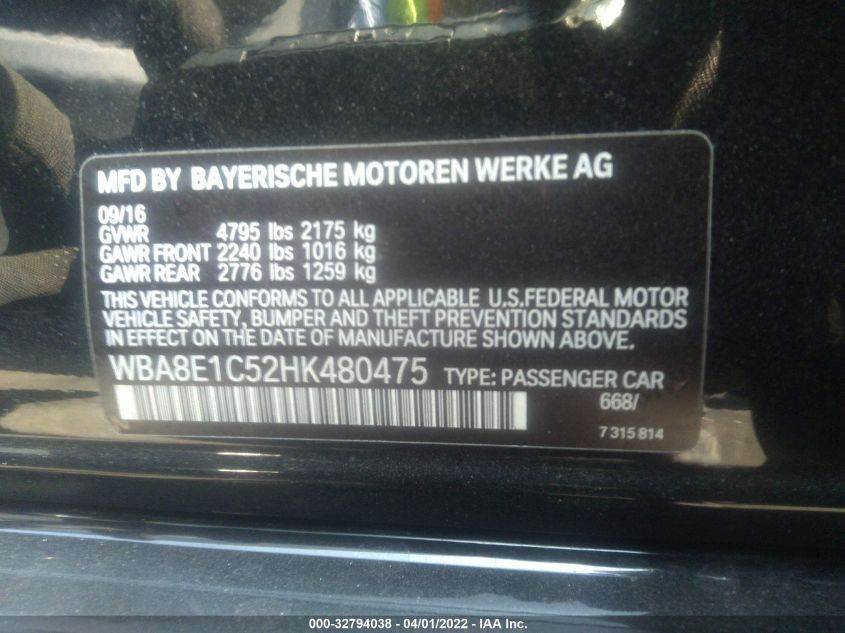 MFD BY BAYERISCHE MOTOREN WERKE AG
09/16
GVWR 4795 lbs 2175 kg
GAWR FRONT 2240 lbs 1016 kg
GAWR REAR 2776 lbs 1259 kg
THIS VEHICLE CONFORMS TO ALL APPLICABLE U.S.FEDERAL MOTOR
VEHICLE SAFETY, BUMPER AND THEFT PREVENTION STANDARDS
IN EFFECT ON THE DATE OF MANUFACTURE SHOWN ABOVE.
WBA8E1C52HK480475 TYPE: PASSENGER CAR
668/
7 315 814
000-32794038 - 04/01/2022 - IAA Inc.